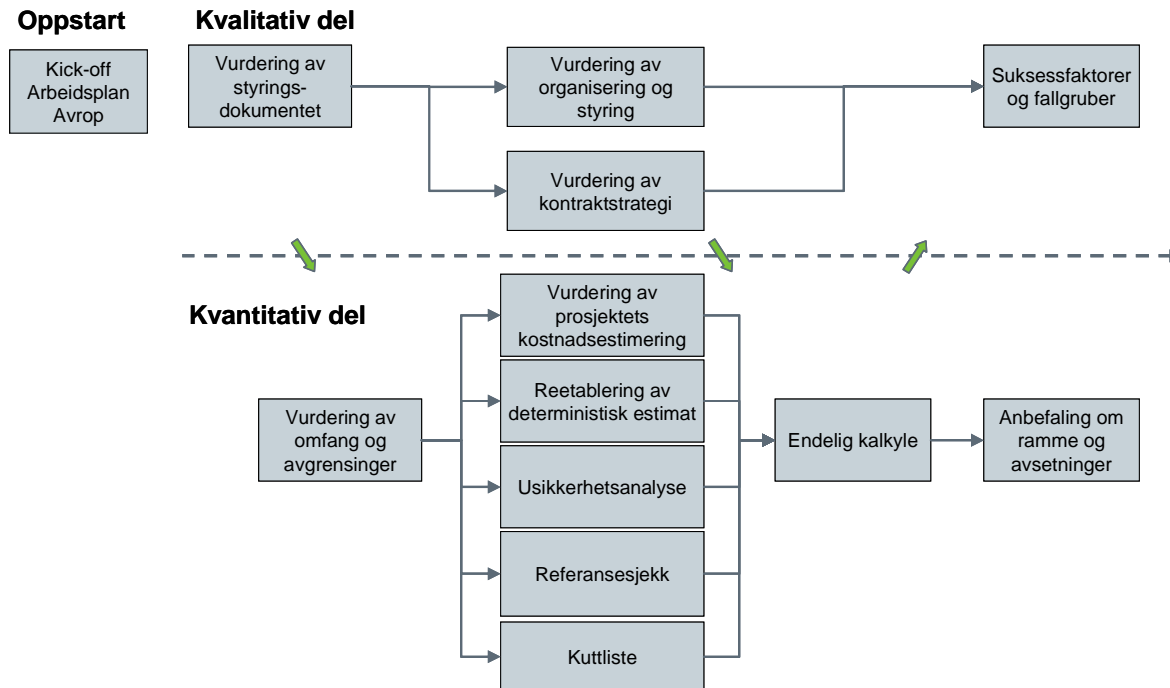 Oppstart
Kick-off
Arbeidsplan
Avrop
Kvalitativ del
Vurdering av
styrings-
dokumentet
Vurdering av
organisering og
styring
Vurdering av
kontraktstrategi
Suksessfaktorer
og fallgruber
Kvantitativ del
Vurdering av
omfang og
avgrensinger
Vurdering av
prosjektets
kostnadsestimering
Reetablering av
deterministisk estimat
Usikkerhetsanalyse
Referansesjekk
Kuttliste
Endelig kalkyle
Anbefaling om
ramme og
avsetninger